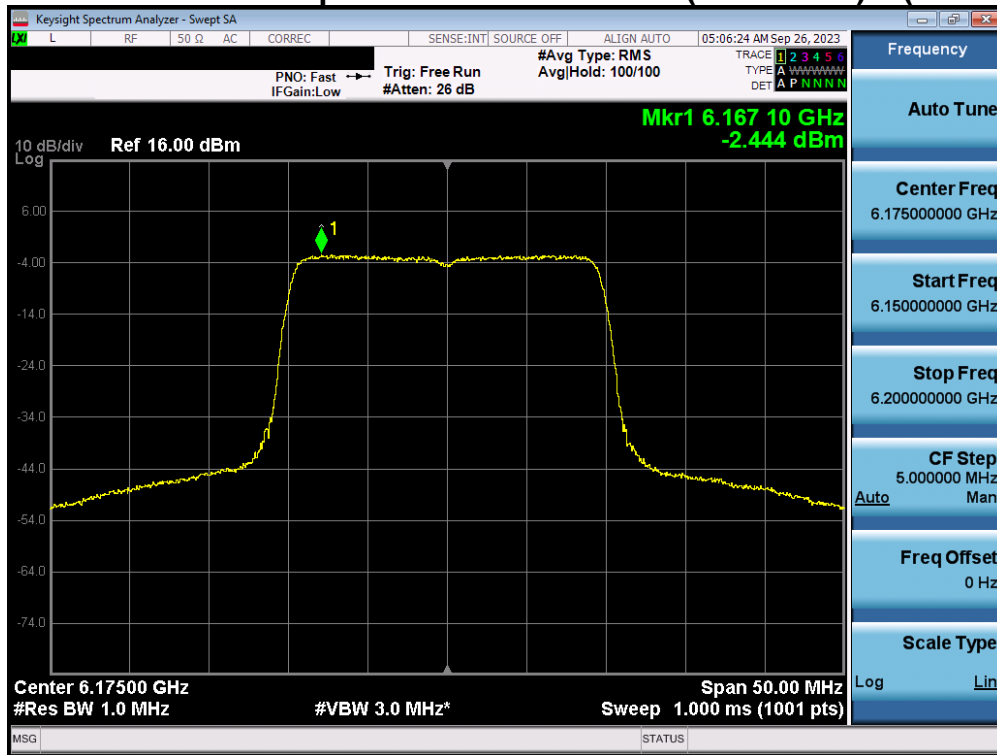 Keysight Spectrum Analyzer - Swept SA
LXI L RF 50 Ω AC CORREC SENSE:INT SOURCE OFF ALIGN AUTO 05:06:24 AM Sep 26, 2023
PNO: Fast Trig: Free Run #Avg Type: RMS TRACE 1 2 3 4 5 6
IFGain:Low #Atten: 26 dB Avg|Hold: 100/100 TYPE A WWWWW
DET A P N N N N
Mkr1 6.167 10 GHz
-2.444 dBm
10 dB/div Ref 16.00 dBm
Log
1
6.00
-4.00
-14.0
-24.0
-34.0
-44.0
-54.0
-64.0
-74.0
Center 6.17500 GHz Span 50.00 MHz
#Res BW 1.0 MHz #VBW 3.0 MHz* Sweep 1.000 ms (1001 pts)
MSG STATUS
Frequency
Auto Tune
Center Freq
6.175000000 GHz
Start Freq
6.150000000 GHz
Stop Freq
6.200000000 GHz
CF Step
5.000000 MHz
Auto Man
Freq Offset
0 Hz
Scale Type
Log Lin